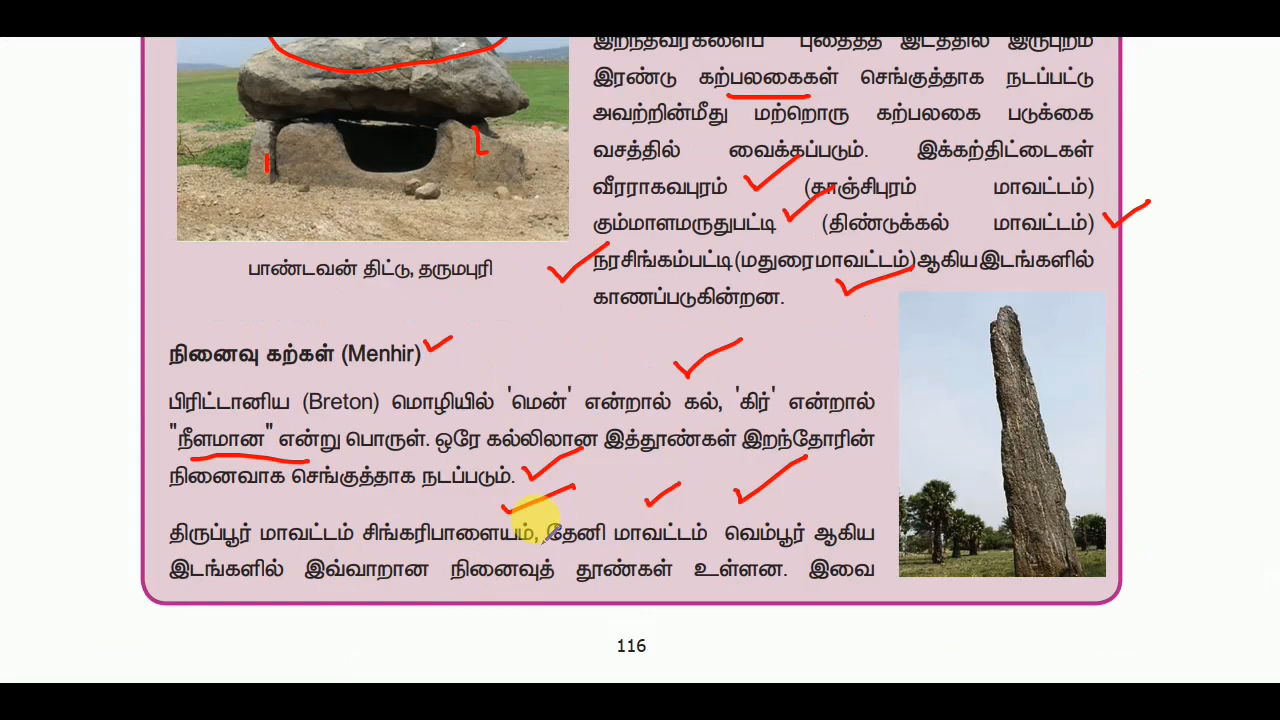 இறந்தவர்களைப் புதைத்த இடத்தில் இருபுறம்
இரண்டு கற்பலகைகள் செங்குத்தாக நடப்பட்டு
அவற்றின்மீது மற்றொரு கற்பலகை படுக்கை
வசத்தில் வைக்கப்படும். இக்கற்திட்டைகள்
வீரராகவபுரம் (காஞ்சிபுரம் மாவட்டம்)
கும்மாளமருதுபட்டி (திண்டுக்கல் மாவட்டம்)
நரசிங்கம்பட்டி(மதுரைமாவட்டம்)ஆகியஇடங்களில்
காணப்படுகின்றன.
பாண்டவன் திட்டு, தருமபுரி
நினைவு கற்கள் (Menhir)
பிரிட்டானிய (Breton) மொழியில் 'மென்' என்றால் கல், 'கிர்' என்றால்
"நீளமான" என்று பொருள். ஒரே கல்லிலான இத்தூண்கள் இறந்தோரின்
நினைவாக செங்குத்தாக நடப்படும்.
திருப்பூர் மாவட்டம் சிங்கரிபாளையம், தேனி மாவட்டம் வெம்பூர் ஆகிய
இடங்களில் இவ்வாறான நினைவுத் தூண்கள் உள்ளன. இவை
116